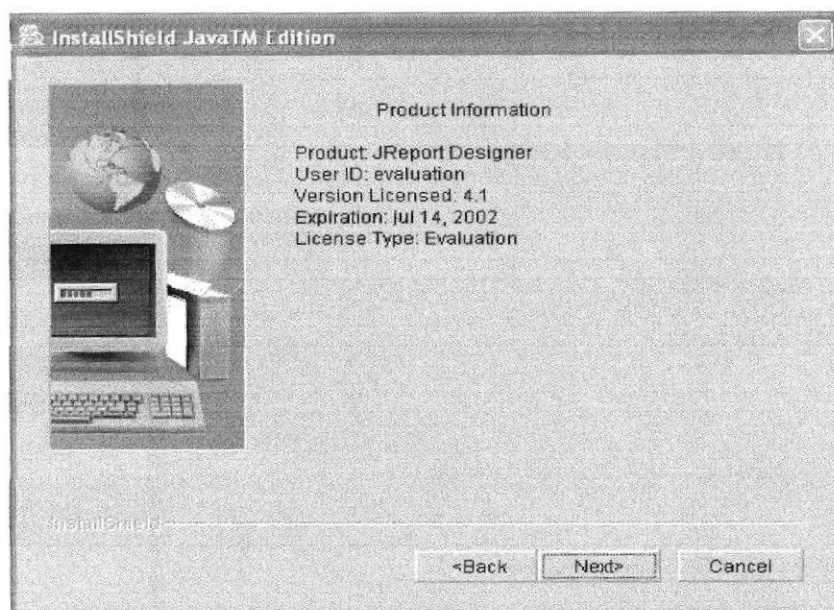 InstallShield JavaTM Edition
Product Information
Product: JReport Designer
User ID: evaluation
Version Licensed: 4.1
Expiration: jul 14, 2002
License Type: Evaluation
InstallShield
<Back Next> Cancel